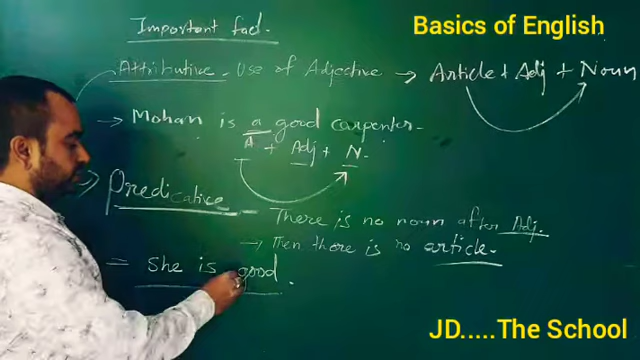 Basics of English
Important fact.
Attributive - Use of Adjective → Article + Adj + Noun
→ Mohan is a good carpenter.
A + Adj + N.
Predicative - There is no noun after Adj.
→ Then there is no article.
= She is good.
JD.....The School